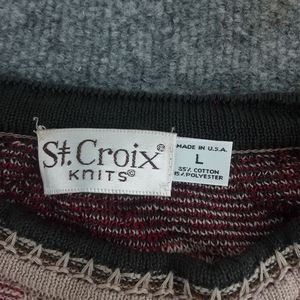 St. Croix®
KNITS©
MADE IN U.S.A.
L
COTTON
POLYESTER